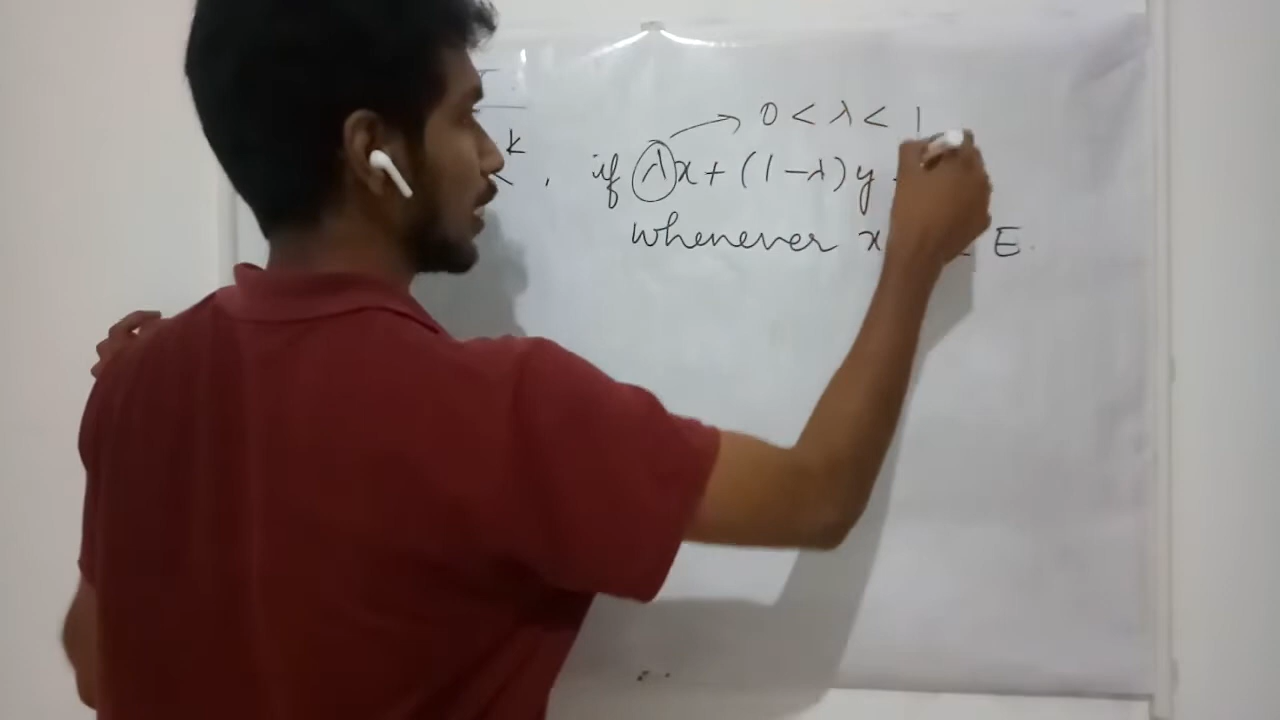 0 < λ < 1
k , if λx + (1 - λ) y
whenever x E.